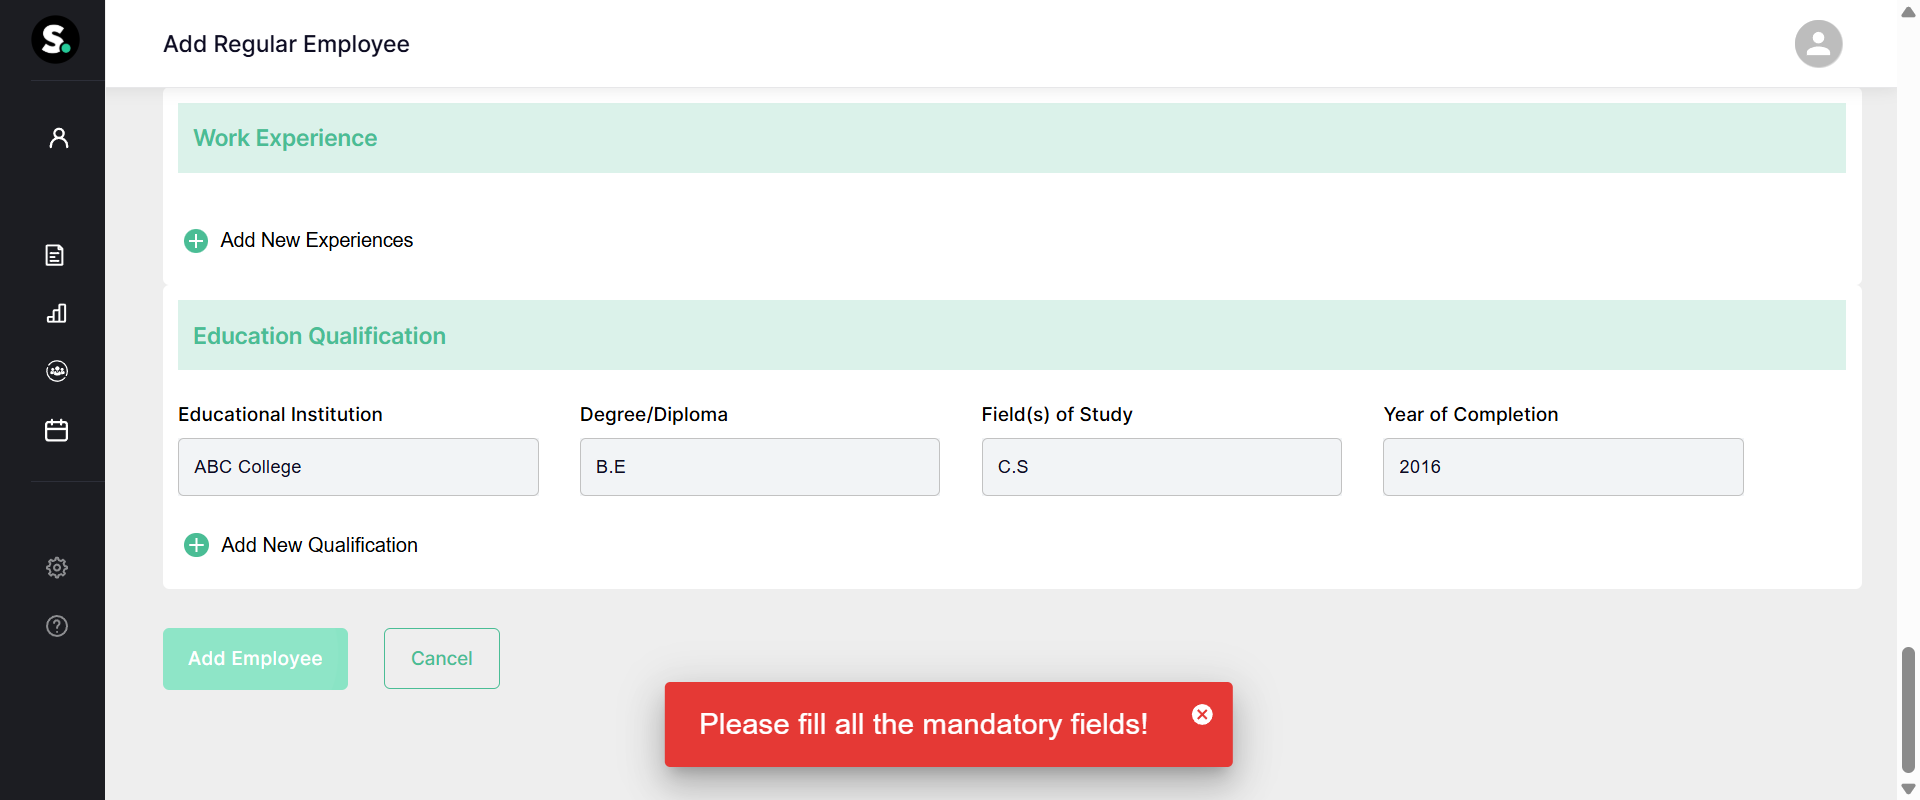 S.
Add Regular Employee
Work Experience
Add New Experiences
Education Qualification
Educational Institution
Degree/Diploma
Field(s) of Study
Year of Completion
ABC College
B.E
C.S
2016
Add New Qualification
Add Employee
Cancel
Please fill all the mandatory fields!